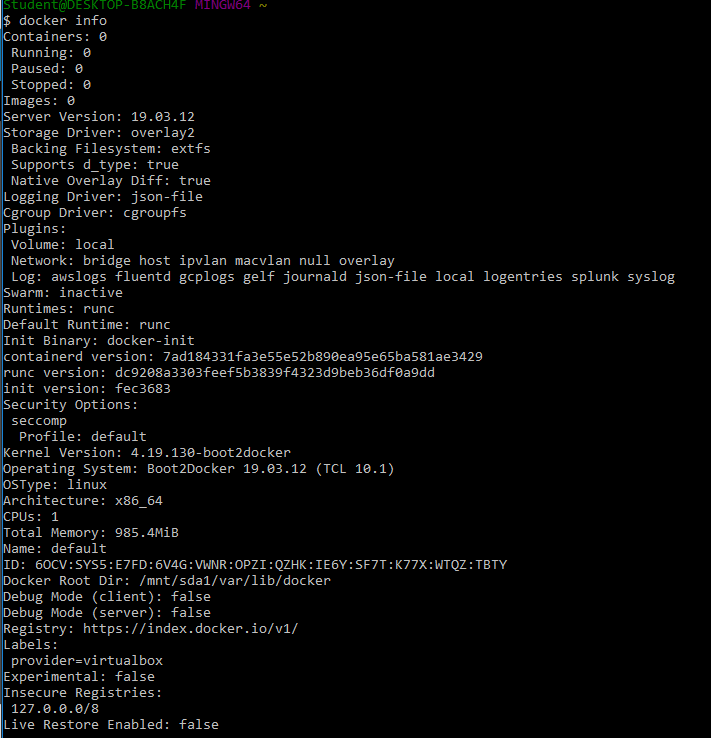 Student@DESKTOP-B8ACH4F MINGW64 ~
$ docker info
Containers: 0
 Running: 0
 Paused: 0
 Stopped: 0
Images: 0
Server Version: 19.03.12
Storage Driver: overlay2
 Backing Filesystem: extfs
 Supports d_type: true
 Native Overlay Diff: true
Logging Driver: json-file
Cgroup Driver: cgroupfs
Plugins:
 Volume: local
 Network: bridge host ipvlan macvlan null overlay
 Log: awslogs fluentd gcplogs gelf journald json-file local logentries splunk syslog
Swarm: inactive
Runtimes: runc
Default Runtime: runc
Init Binary: docker-init
containerd version: 7ad184331fa3e55e52b890ea95e65ba581ae3429
runc version: dc9208a3303feef5b3839f4323d9beb36df0a9dd
init version: fec3683
Security Options:
 seccomp
  Profile: default
Kernel Version: 4.19.130-boot2docker
Operating System: Boot2Docker 19.03.12 (TCL 10.1)
OSType: linux
Architecture: x86_64
CPUs: 1
Total Memory: 985.4MiB
Name: default
ID: 6OCV:SYS5:E7FD:6V4G:VWNR:OPZI:QZHK:IE6Y:SF7T:K77X:WTQZ:TBTY
Docker Root Dir: /mnt/sda1/var/lib/docker
Debug Mode (client): false
Debug Mode (server): false
Registry: https://index.docker.io/v1/
Labels:
 provider=virtualbox
Experimental: false
Insecure Registries:
 127.0.0.0/8
Live Restore Enabled: false